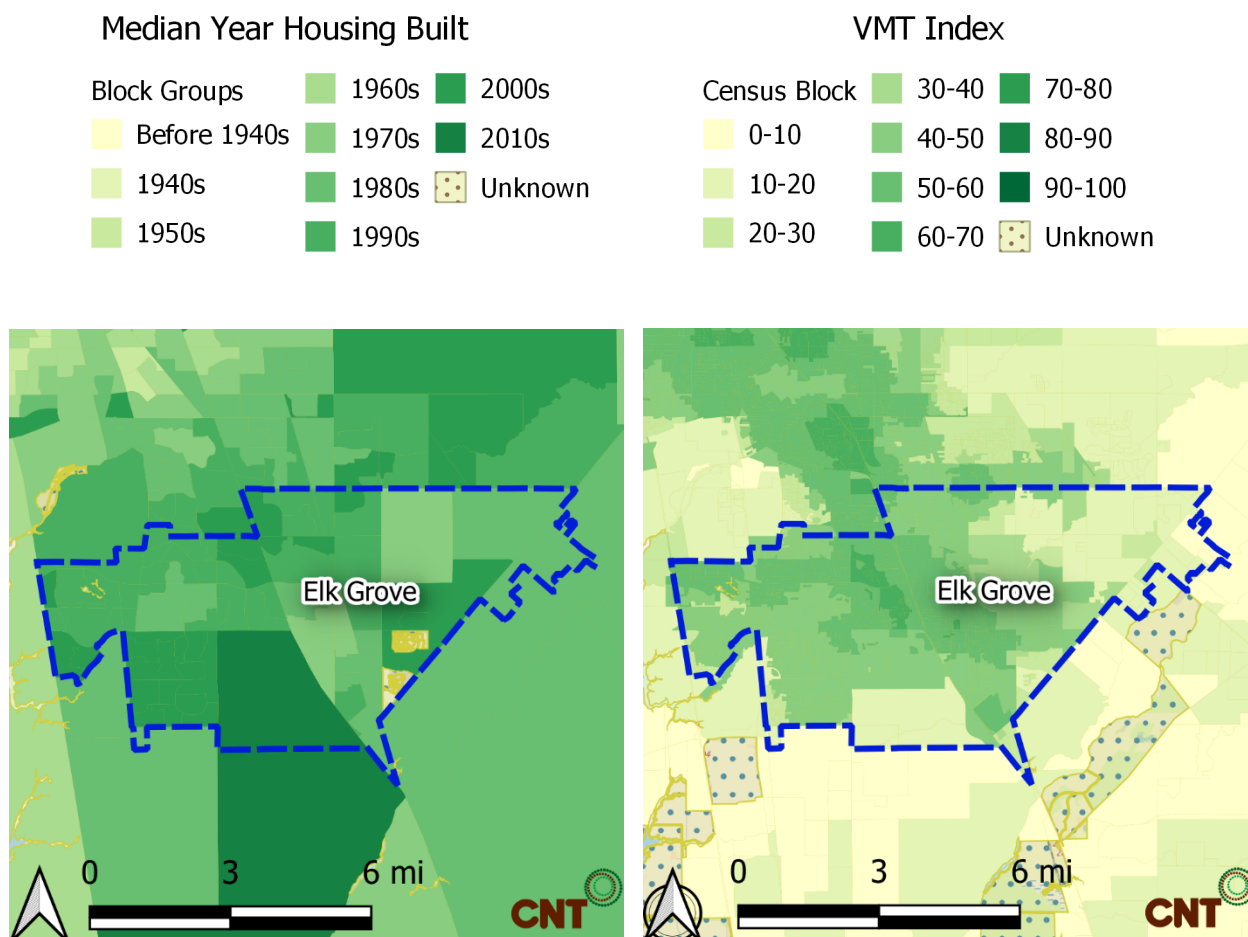 Median Year Housing Built
Block Groups
Before 1940s
1940s
1950s
1960s
1970s
1980s
1990s
2000s
2010s
Unknown
VMT Index
Census Block
0-10
10-20
20-30
30-40
40-50
50-60
60-70
70-80
80-90
90-100
Unknown
Elk Grove
0 3 6 mi
CNT
Elk Grove
0 3 6 mi
CNT